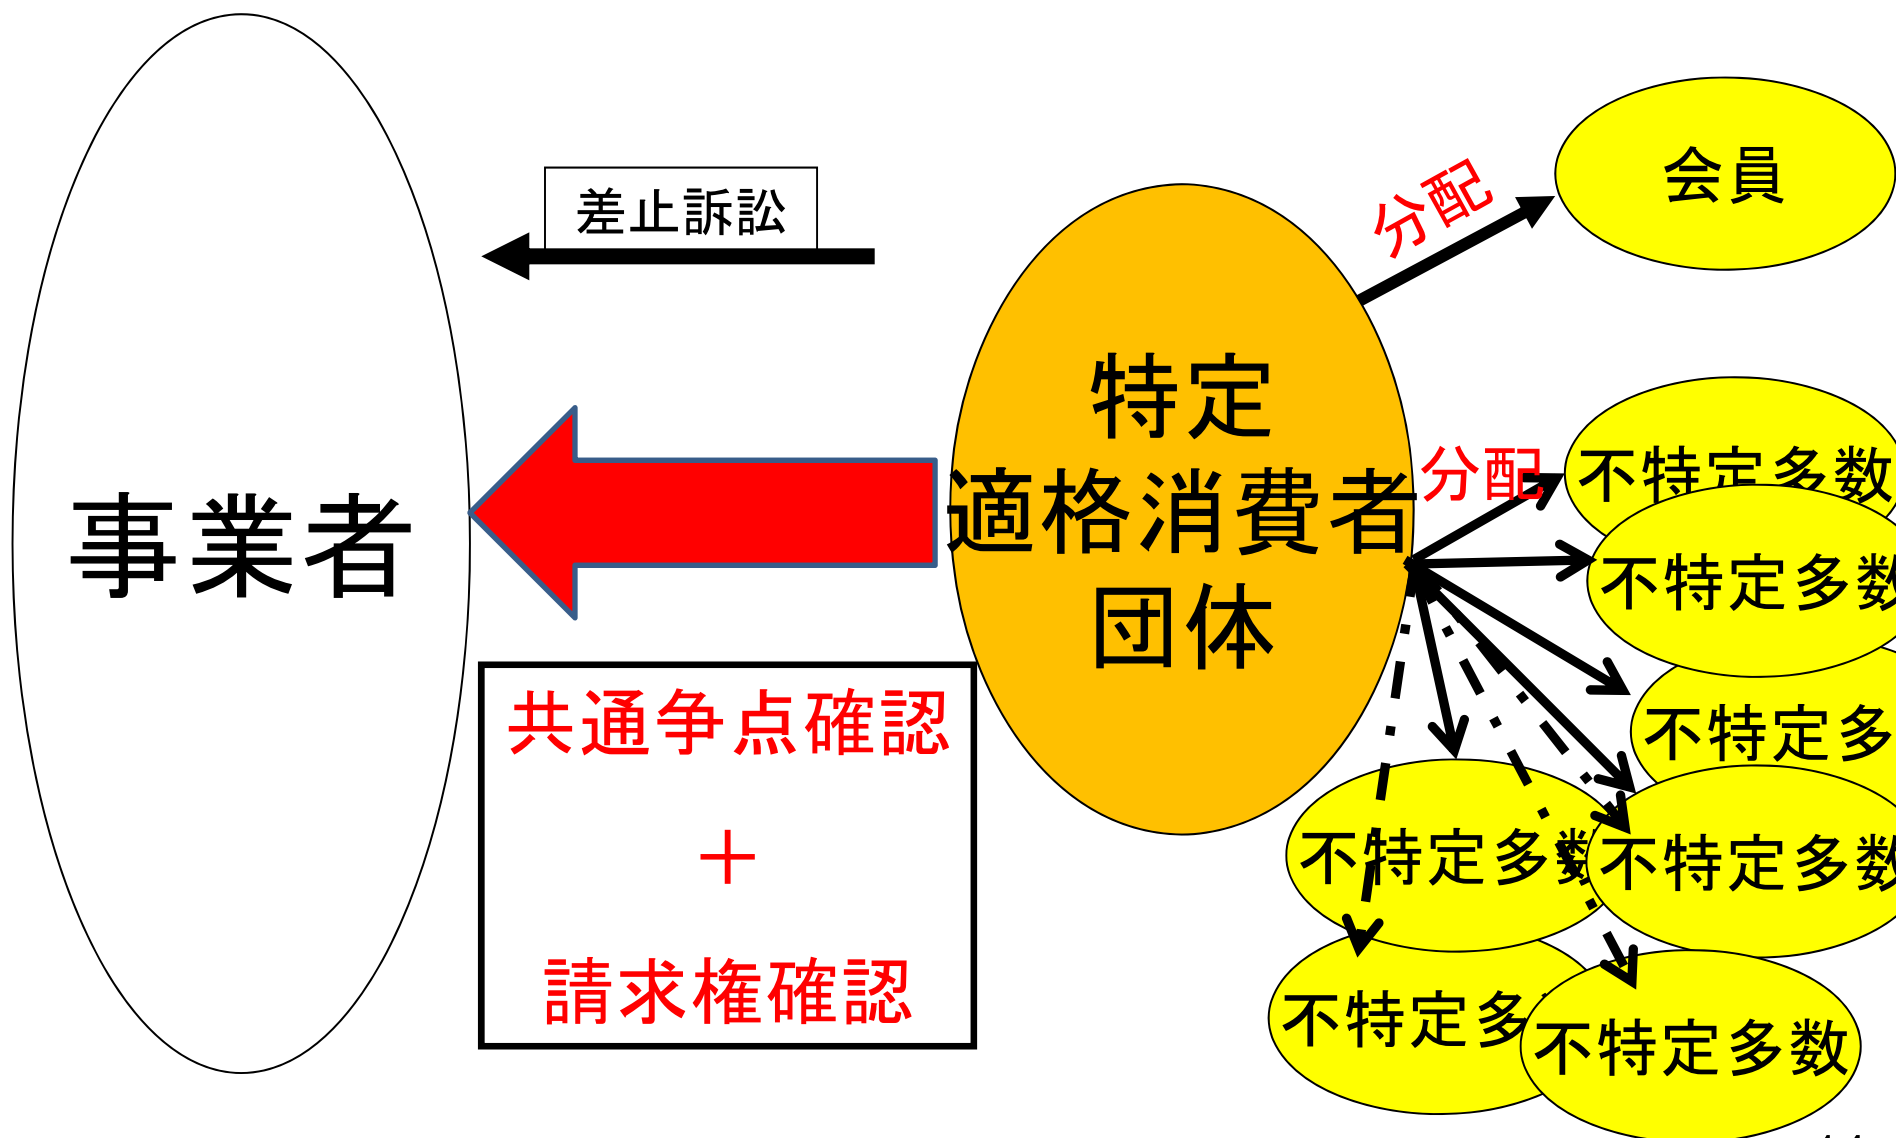 事業者
差止訴訟
共通争点確認
＋
請求権確認
特定
適格消費者
団体
分配
会員
分配
不特定多数
不特定多数
不特定多
不特定多数
不特定多数
不特定多
不特定多数